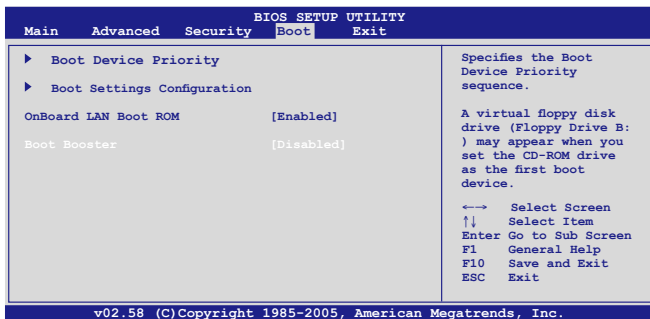 BIOS SETUP UTILITY
Main Advanced Security Boot Exit
Boot Device Priority
Boot Settings Configuration
OnBoard LAN Boot ROM [Enabled]
Boot Booster [Disabled]
Specifies the Boot
Device Priority
sequence.
A virtual floppy disk
drive (Floppy Drive B:
) may appear when you
set the CD-ROM drive
as the first boot
device.
←→ Select Screen
↑↓ Select Item
Enter Go to Sub Screen
F1 General Help
F10 Save and Exit
ESC Exit
v02.58 (C)Copyright 1985-2005, American Megatrends, Inc.